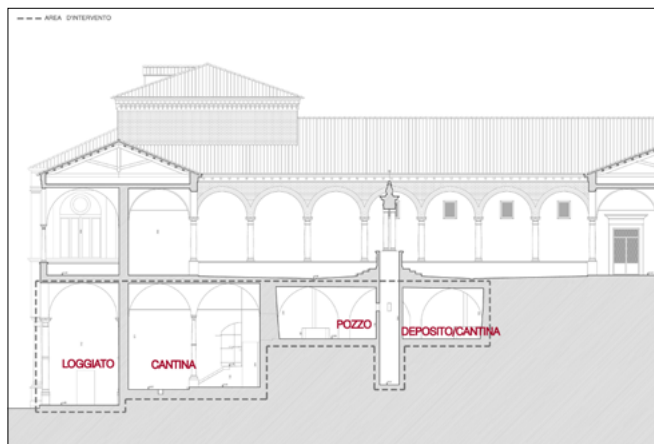 AREA D'INTERVENTO
POZZO
DEPOSITO/CANTINA
LOGGIATO
CANTINA